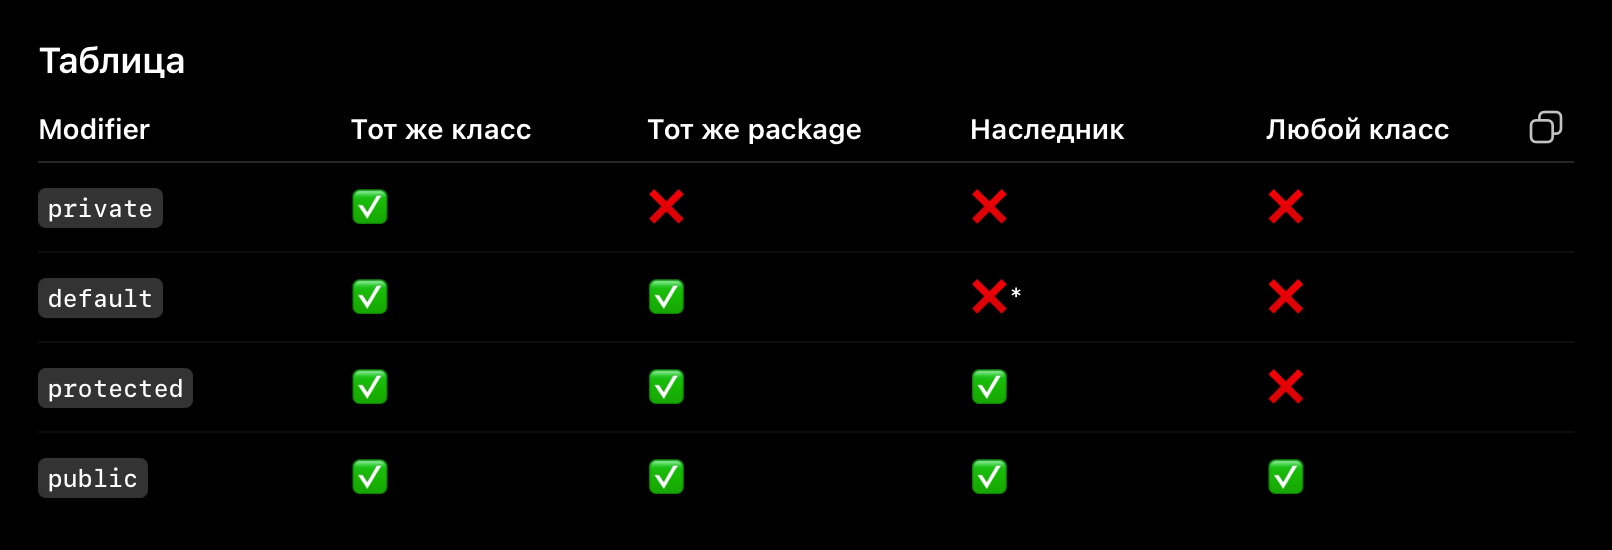 Таблица
Modifier Тот же класс Тот же package Наследник Любой класс
private ✅ ❌ ❌ ❌
default ✅ ✅ ❌* ❌
protected ✅ ✅ ✅ ❌
public ✅ ✅ ✅ ✅